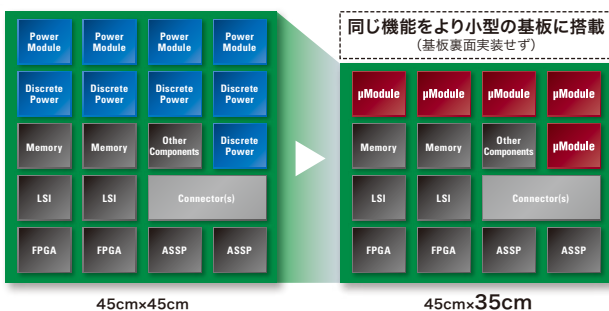 Power
Module
Power
Module
Power
Module
Power
Module
Discrete
Power
Discrete
Power
Discrete
Power
Discrete
Power
Memory
Memory
Other
Components
Discrete
Power
LSI
LSI
Connector(s)
FPGA
FPGA
ASSP
ASSP
45cm×45cm
同じ機能をより小型の基板に搭載
(基板裏面実装せず)
µModule
µModule
µModule
µModule
Memory
Memory
Other
Components
µModule
LSI
LSI
Connector(s)
FPGA
FPGA
ASSP
ASSP
45cm×35cm